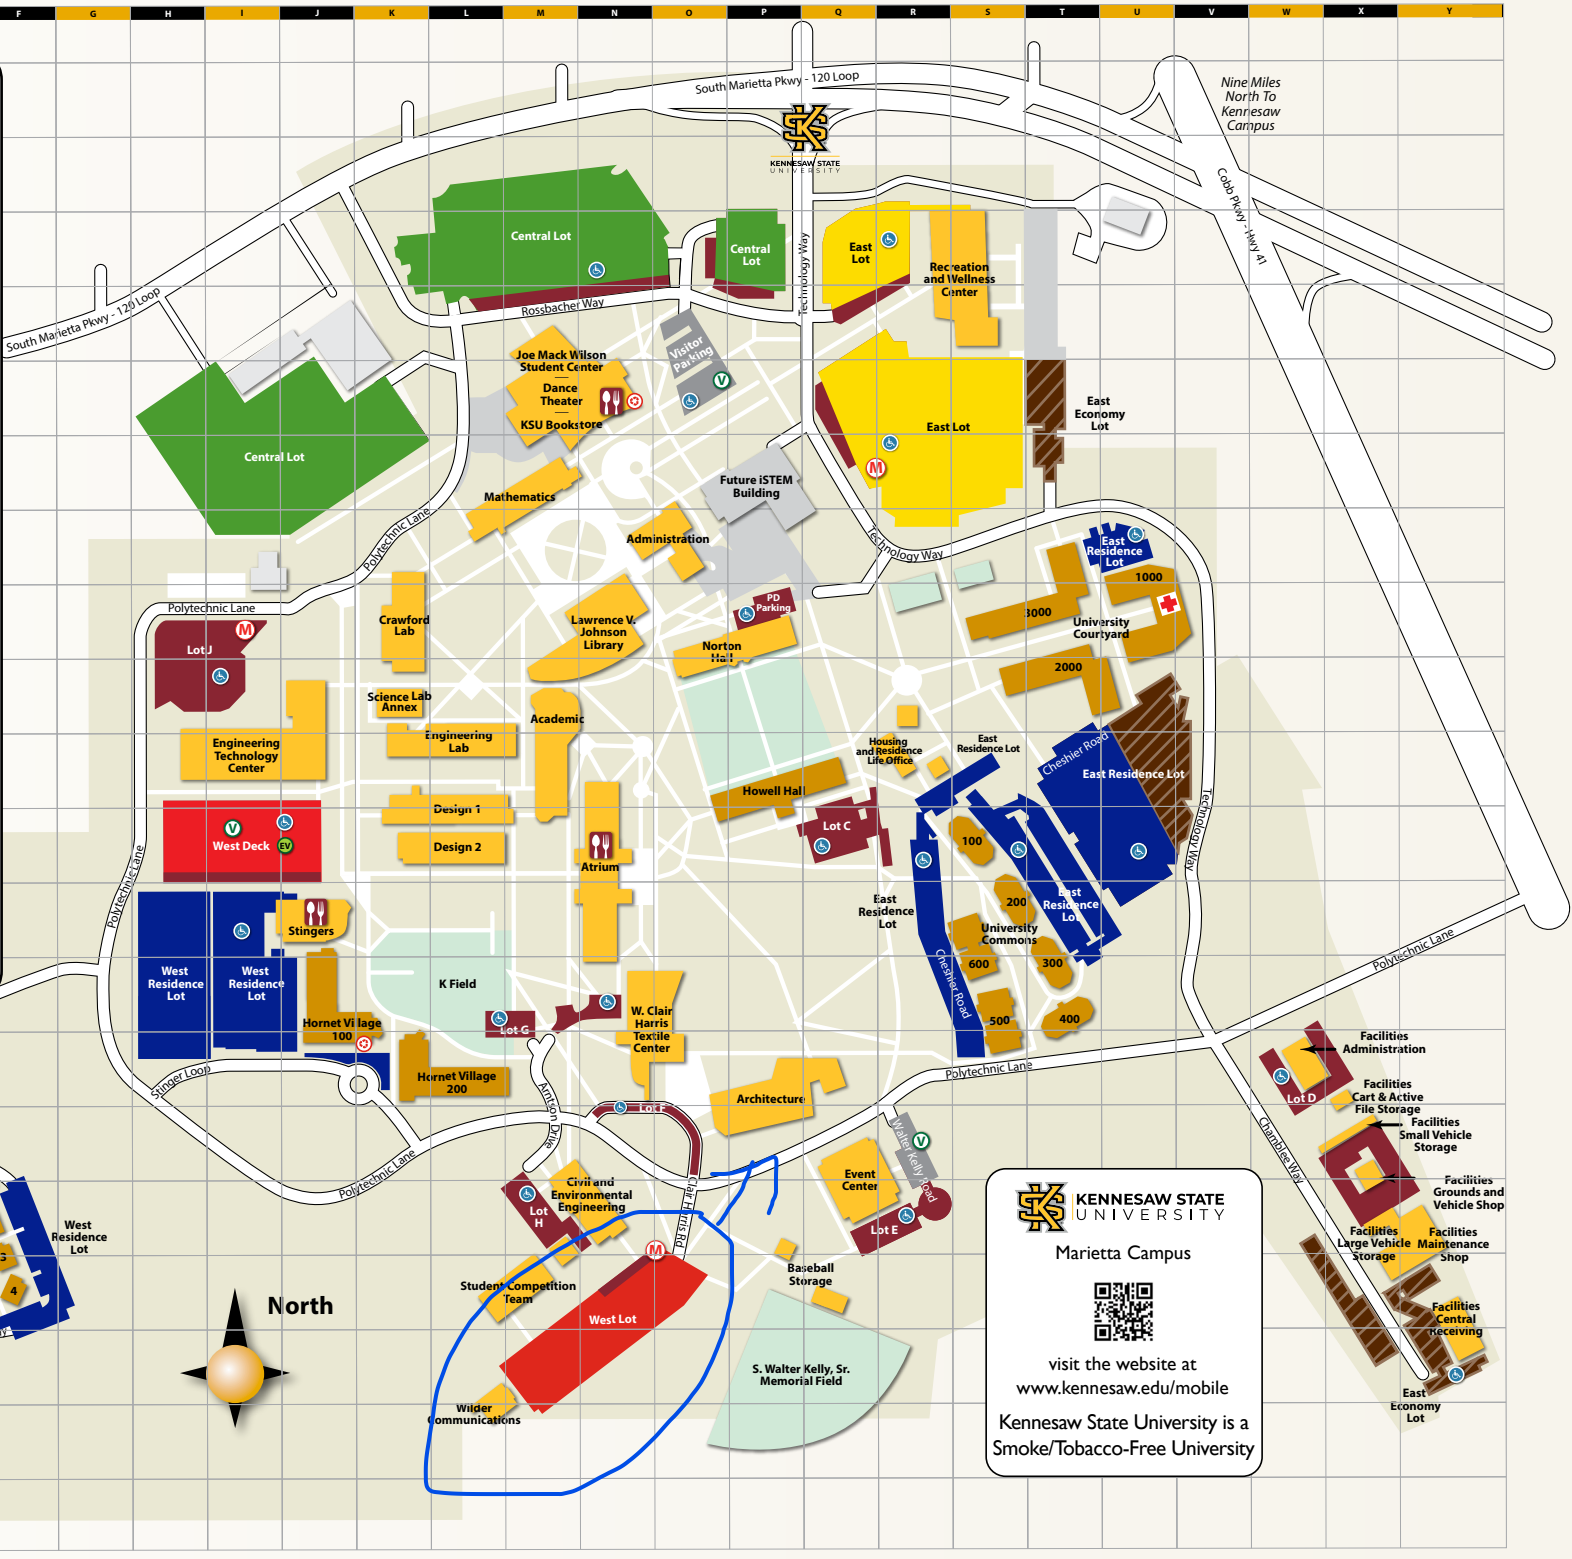 F G H I J K L M N O P Q R S T U V W X Y
South Marietta Pkwy - 120 Loop
Nine Miles
North To
Kennesaw
Campus
KENNESAW STATE
UNIVERSITY
Cobb Pkwy - Hwy 41
Central Lot
Central
Lot
Technology Way
East
Lot
Recreation
and Wellness
Center
South Marietta Pkwy - 120 Loop
Rossbacher Way
Visitor
Parking
V
Joe Mack Wilson
Student Center
Dance
Theater
KSU Bookstore
East
Economy
Lot
East Lot
M
Central Lot
Mathematics
Future iSTEM
Building
Polytechnic Lane
Administration
Technology Way
East
Residence
Lot
1000
3000
University
Courtyard
2000
Polytechnic Lane
Lot J
M
Crawford
Lab
Lawrence V.
Johnson
Library
PD
Parking
Norton
Hall
Science Lab
Annex
Academic
Engineering
Lab
Engineering
Technology
Center
Housing
and Residence
Life Office
East
Residence Lot
Cheshier Road
East Residence Lot
Howell Hall
Design 1
Design 2
Lot C
100
Technology Way
V
West Deck
EV
Polytechnic Lane
Atrium
East
Residence
Lot
200
East
Residence
Lot
University
Commons
600
300
Cheshier Road
500
400
Stingers
West
Residence
Lot
West
Residence
Lot
K Field
Hornet Village
100
Lot G
W. Clair
Harris
Textile
Center
Polytechnic Lane
Polytechnic Lane
Stinger Loop
Hornet Village
200
Arntson Drive
Lot F
Architecture
Facilities
Administration
Lot D
Facilities
Cart & Active
File Storage
Facilities
Small Vehicle
Storage
Chamblee Way
Facilities
Grounds and
Vehicle Shop
Facilities
Large Vehicle
Storage
Facilities
Maintenance
Shop
Facilities
Central
Receiving
East
Economy
Lot
Polytechnic Lane
Walter Kelly Road
V
Event
Center
Lot E
Civil and
Environmental
Engineering
Lot
H
Clair Harris Rd
M
West
Residence
Lot
4
Student Competition
Team
West Lot
Baseball
Storage
S. Walter Kelly, Sr.
Memorial Field
Wilder
Communications
North
KENNESAW STATE
UNIVERSITY
Marietta Campus
visit the website at
www.kennesaw.edu/mobile
Kennesaw State University is a
Smoke/Tobacco-Free University